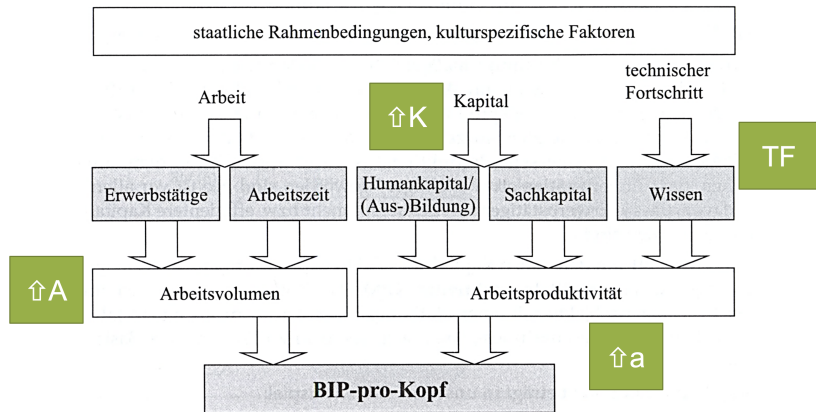 staatliche Rahmenbedingungen, kulturspezifische Faktoren
technischer
Fortschritt
Arbeit
⇧K
Kapital
TF
Erwerbstätige
Arbeitszeit
Humankapital/
(Aus-)Bildung)
Sachkapital
Wissen
⇧A
Arbeitsvolumen
Arbeitsproduktivität
⇧a
BIP-pro-Kopf